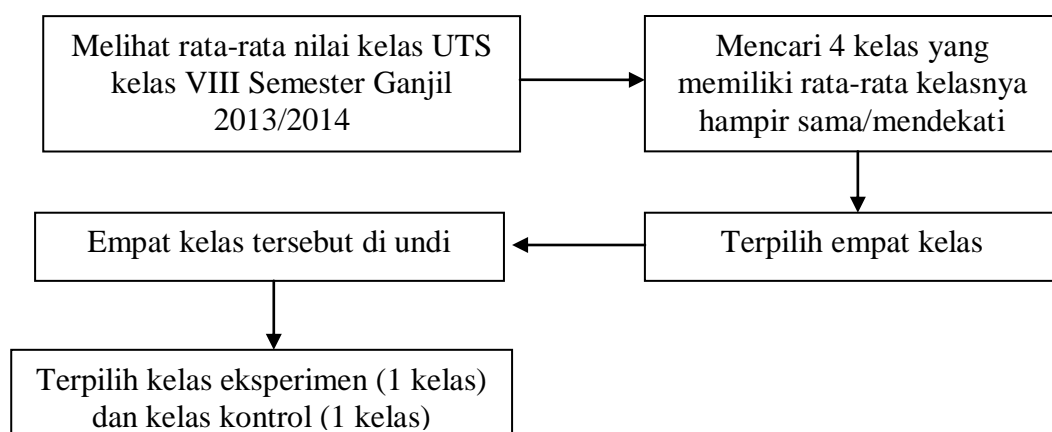 Melihat rata-rata nilai kelas UTS
kelas VIII Semester Ganjil
2013/2014
Mencari 4 kelas yang
memiliki rata-rata kelasnya
hampir sama/mendekati
Terpilih empat kelas
Empat kelas tersebut di undi
Terpilih kelas eksperimen (1 kelas)
dan kelas kontrol (1 kelas)